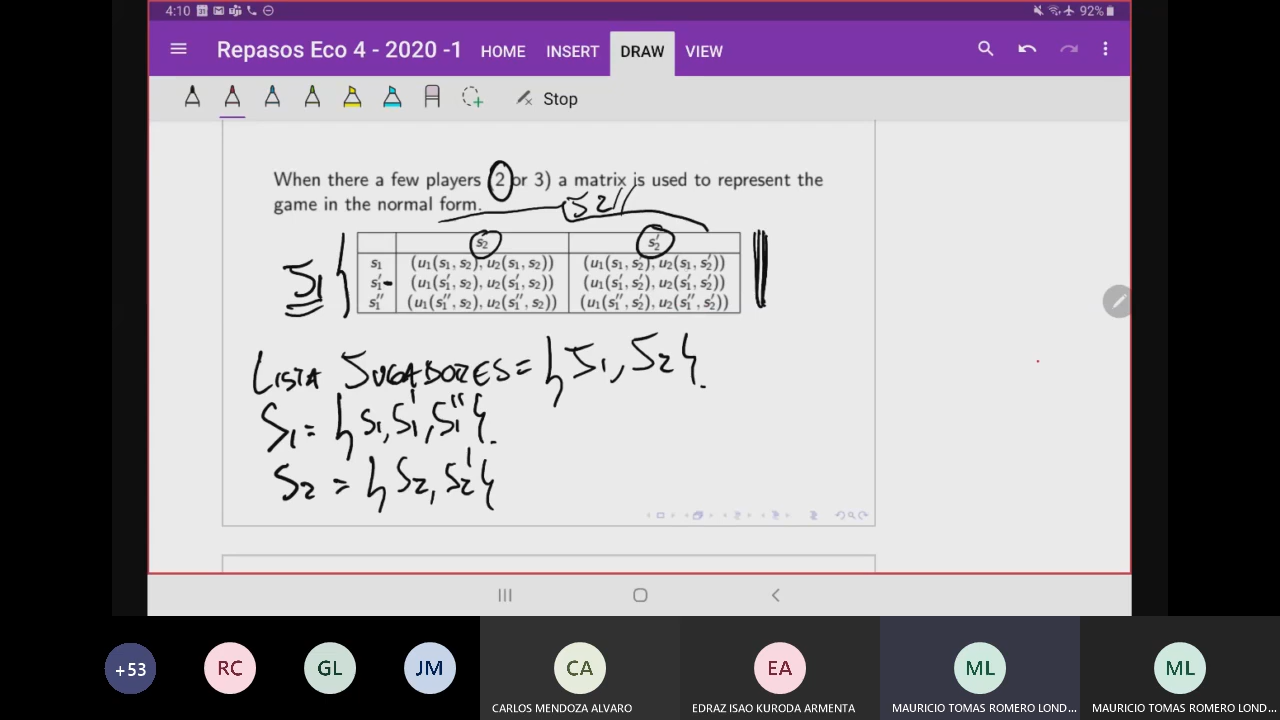 4:10 92%
Repasos Eco 4 - 2020 -1 HOME INSERT DRAW VIEW
Stop
When there a few players 2 or 3) a matrix is used to represent the
game in the normal form.
S2
s₂ s₂′
S1
s₁ (u₁(s₁, s₂), u₂(s₁, s₂)) (u₁(s₁, s₂′), u₂(s₁, s₂′))
s₁′ (u₁(s₁′, s₂), u₂(s₁′, s₂)) (u₁(s₁′, s₂′), u₂(s₁′, s₂′))
s₁′′ (u₁(s₁′′, s₂), u₂(s₁′′, s₂)) (u₁(s₁′′, s₂′), u₂(s₁′′, s₂′))
LISTA JUGADORES = {S1, S2}.
S1 = {s1, s1′, s1′′}.
S2 = {s2, s2′}
+53 RC GL JM CA EA ML ML
CARLOS MENDOZA ALVARO EDRAZ ISAO KURODA ARMENTA MAURICIO TOMAS ROMERO LOND... MAURICIO TOMAS ROMERO LOND...